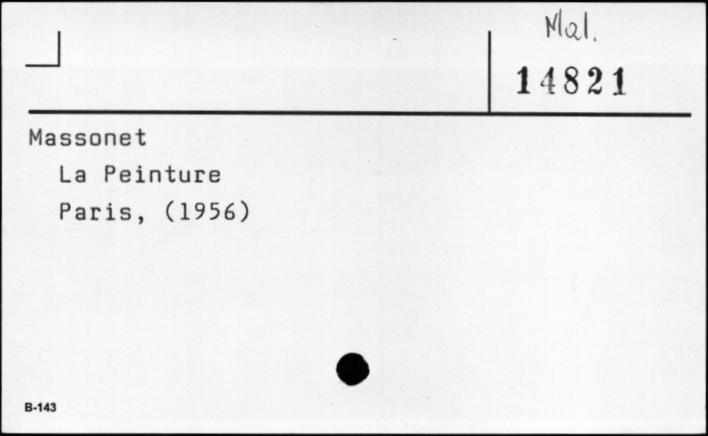 Mal.
14821
Massonet
La Peinture
Paris, (1956)
B-143